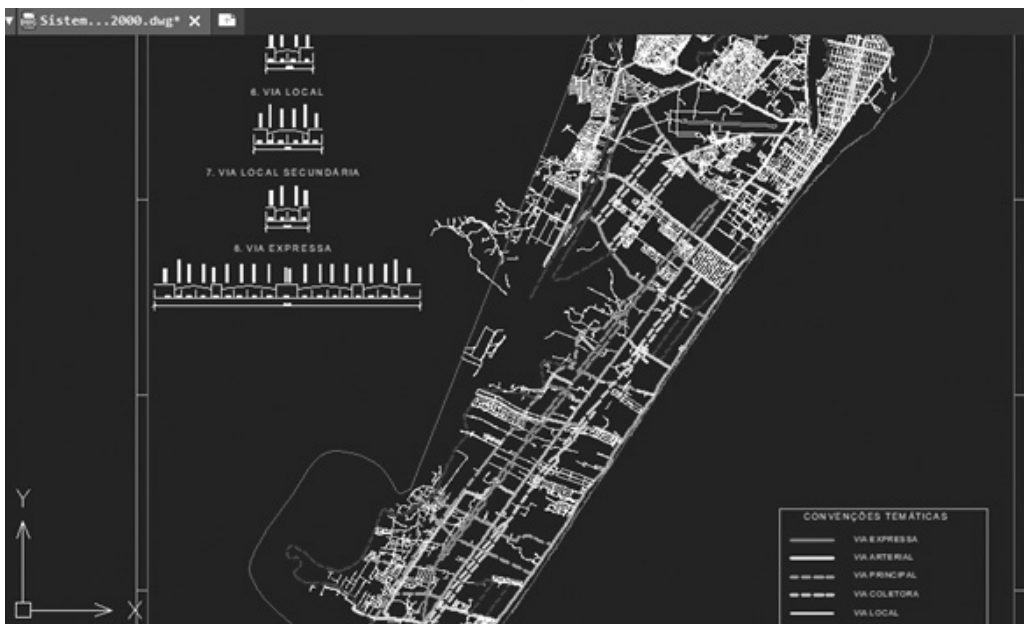 Sistem...2000.dwg*
6. VIA LOCAL
7. VIA LOCAL SECUNDÁRIA
8. VIA EXPRESSA
Y
X
CONVENÇÕES TEMÁTICAS
VIA EXPRESSA
VIA ARTERIAL
VIA PRINCIPAL
VIA COLETORA
VIA LOCAL